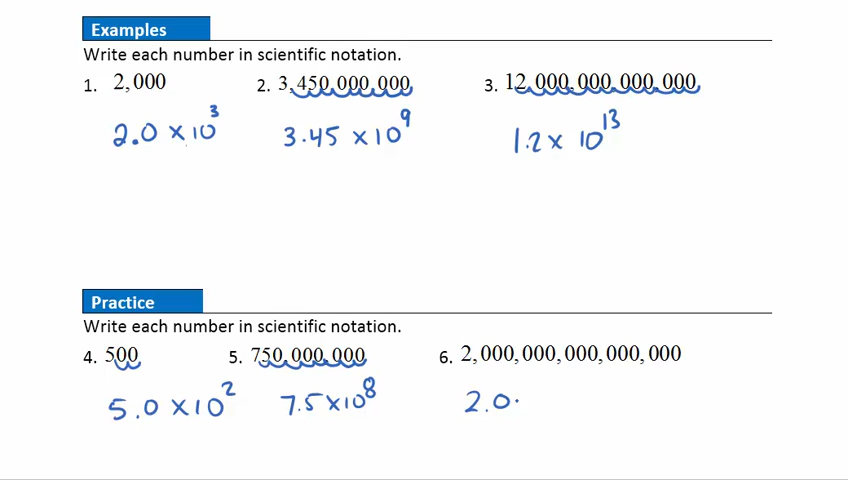 Examples
Write each number in scientific notation.
1. 2,000 2. 3,450,000,000 3. 12,000,000,000,000
2.0 ×10³ 3.45 ×10⁹ 1.2 × 10¹³
Practice
Write each number in scientific notation.
4. 500 5. 750,000,000 6. 2,000,000,000,000,000
5.0 ×10² 7.5 ×10⁸ 2.0